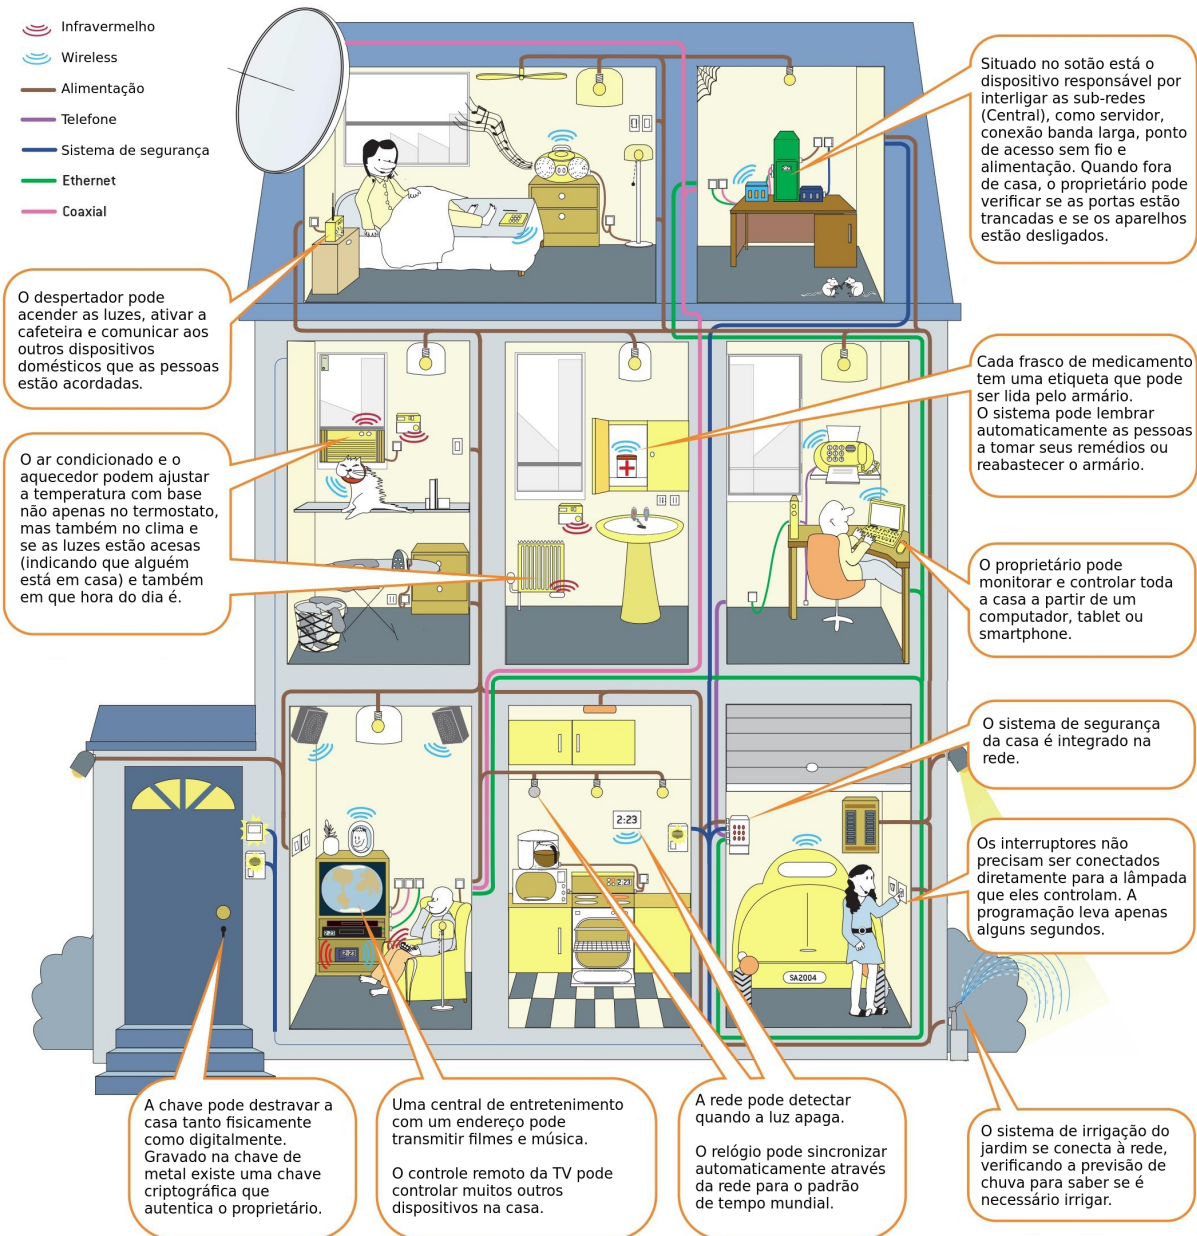 Infravermelho
Wireless
Alimentação
Telefone
Sistema de segurança
Ethernet
Coaxial
Situado no sotão está o
dispositivo responsável por
interligar as sub-redes
(Central), como servidor,
conexão banda larga, ponto
de acesso sem fio e
alimentação. Quando fora
de casa, o proprietário pode
verificar se as portas estão
trancadas e se os aparelhos
estão desligados.
O despertador pode
acender as luzes, ativar a
cafeteira e comunicar aos
outros dispositivos
domésticos que as pessoas
estão acordadas.
Cada frasco de medicamento
tem uma etiqueta que pode
ser lida pelo armário.
O sistema pode lembrar
automaticamente as pessoas
a tomar seus remédios ou
reabastecer o armário.
O ar condicionado e o
aquecedor podem ajustar
a temperatura com base
não apenas no termostato,
mas também no clima e
se as luzes estão acesas
(indicando que alguém
está em casa) e também
em que hora do dia é.
O proprietário pode
monitorar e controlar toda
a casa a partir de um
computador, tablet ou
smartphone.
O sistema de segurança
da casa é integrado na
rede.
2:23
2:23
2:23
2:23
SA2004
Os interruptores não
precisam ser conectados
diretamente para a lâmpada
que eles controlam. A
programação leva apenas
alguns segundos.
A chave pode destravar a
casa tanto fisicamente
como digitalmente.
Gravado na chave de
metal existe uma chave
criptográfica que
autentica o proprietário.
Uma central de entretenimento
com um endereço pode
transmitir filmes e música.
O controle remoto da TV pode
controlar muitos outros
dispositivos na casa.
A rede pode detectar
quando a luz apaga.
O relógio pode sincronizar
automaticamente através
da rede para o padrão
de tempo mundial.
O sistema de irrigação do
jardim se conecta à rede,
verificando a previsão de
chuva para saber se é
necessário irrigar.